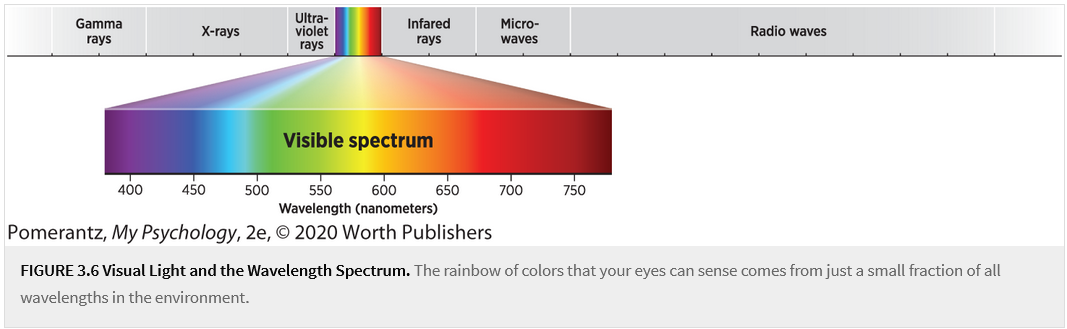 Gamma
rays
X-rays
Ultra-
violet
rays
Infared
rays
Micro-
waves
Radio waves
Visible spectrum
400 450 500 550 600 650 700 750
Wavelength (nanometers)
Pomerantz, My Psychology, 2e, © 2020 Worth Publishers
FIGURE 3.6 Visual Light and the Wavelength Spectrum. The rainbow of colors that your eyes can sense comes from just a small fraction of all
wavelengths in the environment.